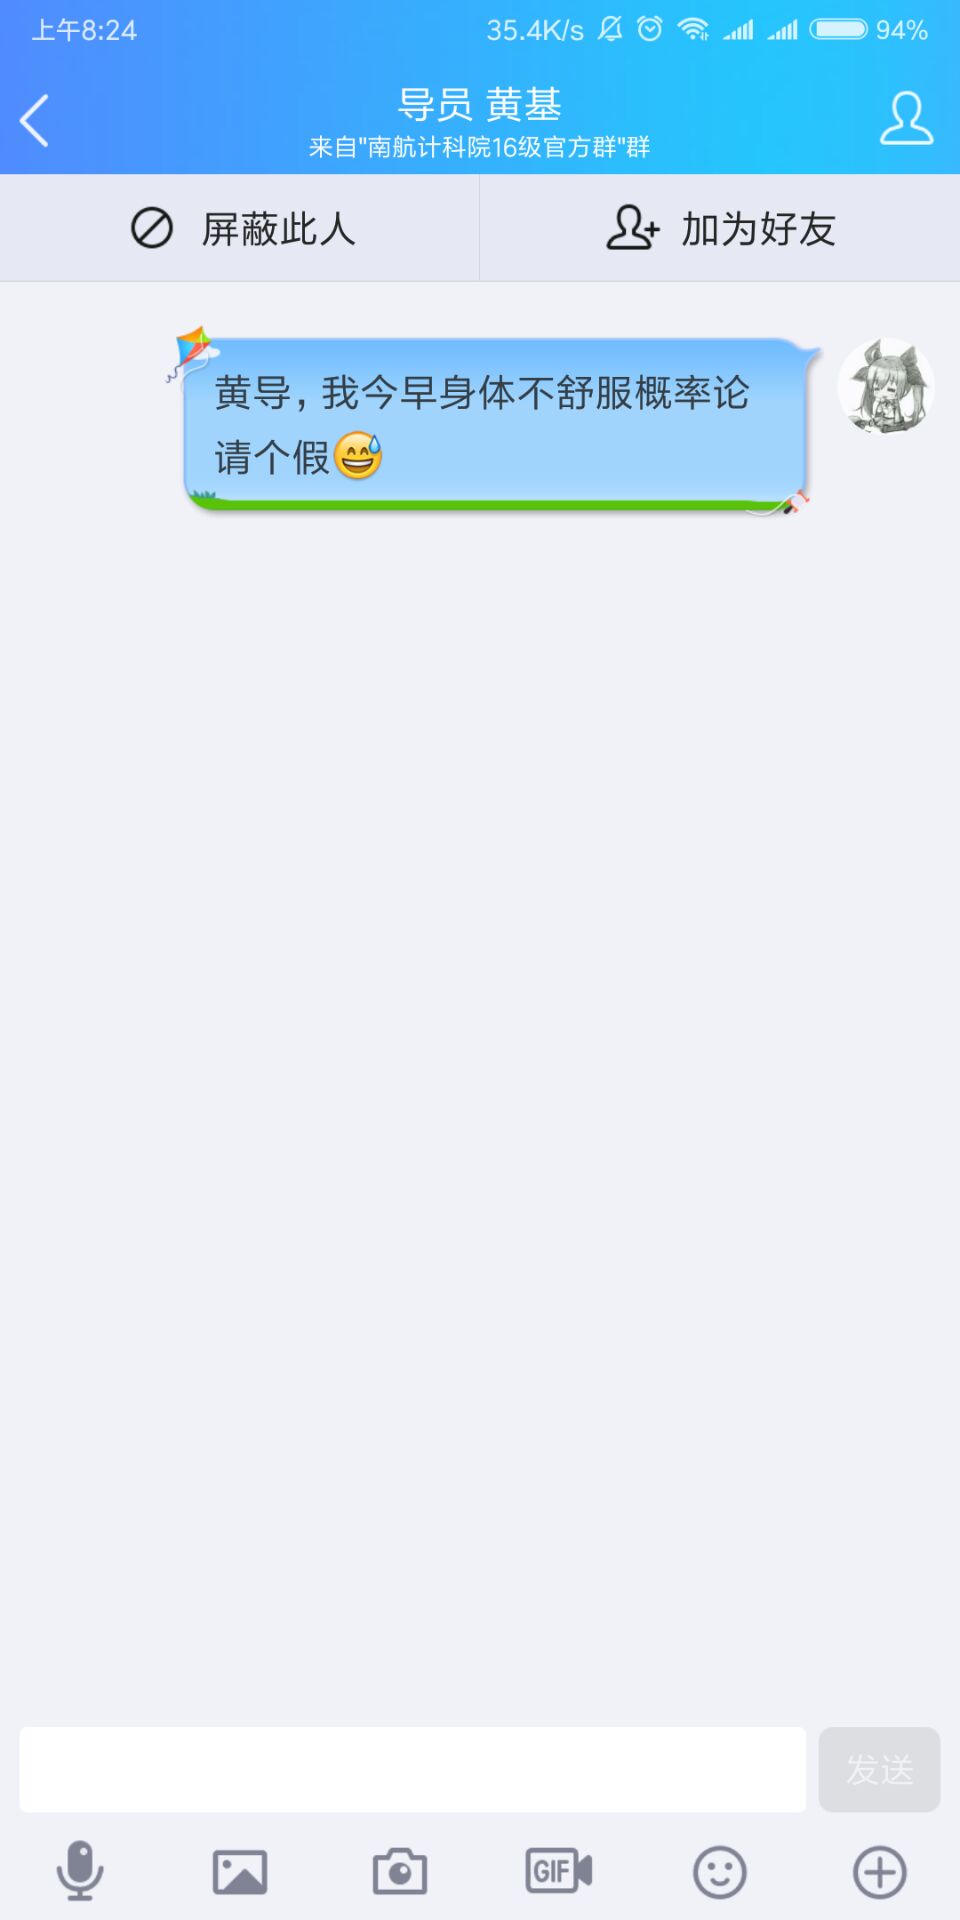 上午8:24 35.4K/s 94%
导员 黄基
来自"南航计科院16级官方群"群
屏蔽此人 加为好友
黄导，我今早身体不舒服概率论
请个假😅
发送
GIF